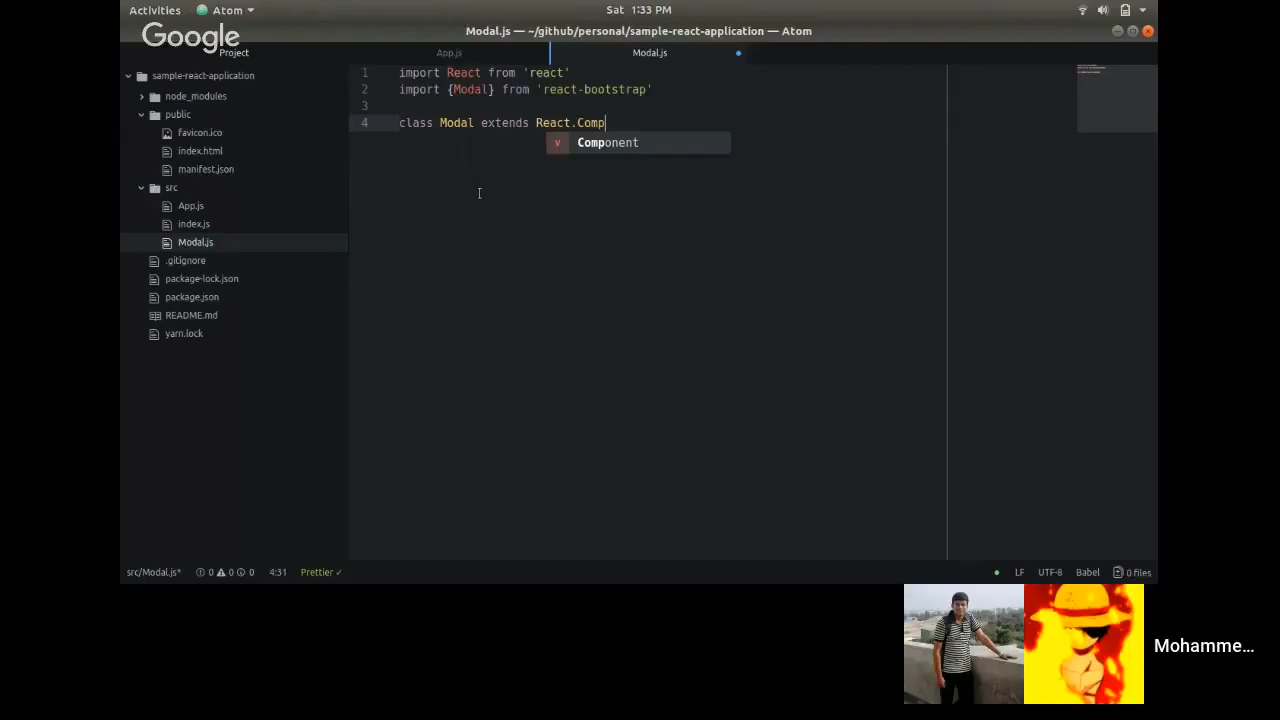 Activities Atom Sat 1:33 PM
Modal.js — ~/github/personal/sample-react-application — Atom
Google
Project App.js Modal.js
sample-react-application
node_modules
public
favicon.ico
index.html
manifest.json
src
App.js
index.js
Modal.js
.gitignore
package-lock.json
package.json
README.md
yarn.lock
1 import React from 'react'
2 import {Modal} from 'react-bootstrap'
3
4 class Modal extends React.Comp
v Component
src/Modal.js* 0 0 0 4:31 Prettier ✓ LF UTF-8 Babel 0 files
Mohamme...